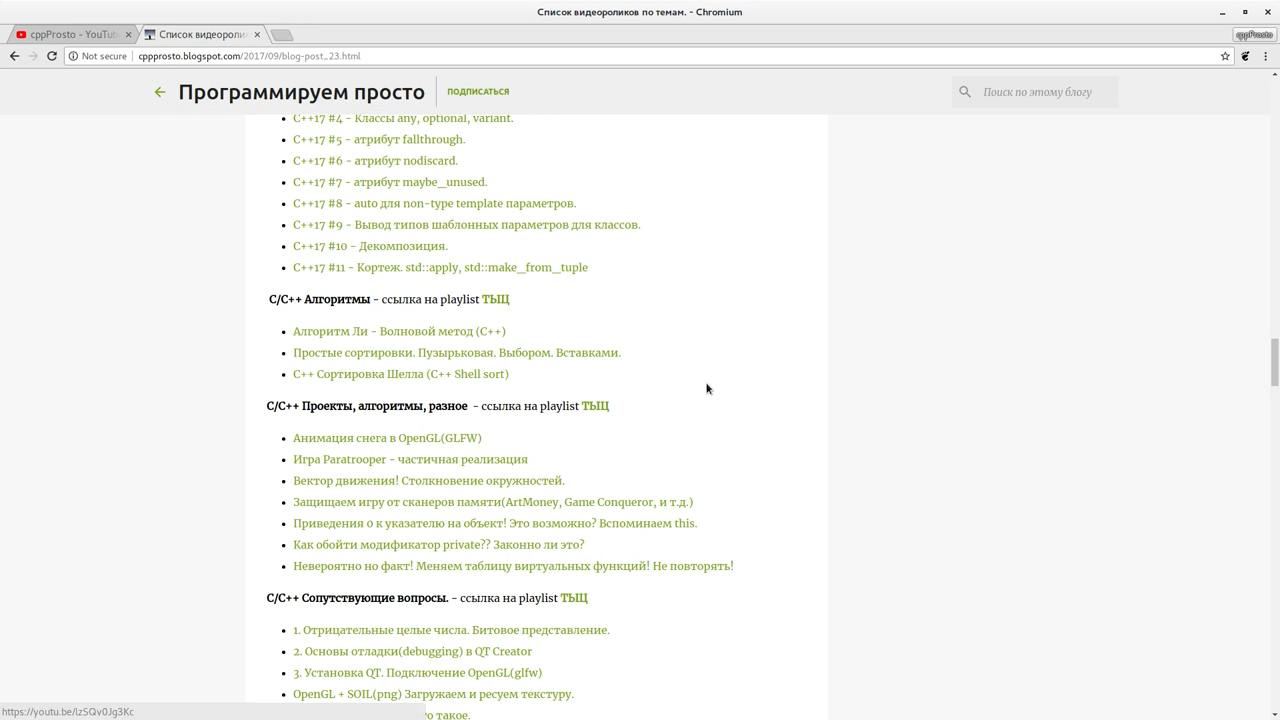 Список видеороликов по темам. - Chromium
cppProsto - YouTub
Список видеороли
cppProsto
Not secure
cppprosto.blogspot.com/2017/09/blog-post_23.html
Программируем просто
ПОДПИСАТЬСЯ
Поиск по этому блогу
C++17 #4 - Классы any, optional, variant.
C++17 #5 - атрибут fallthrough.
C++17 #6 - атрибут nodiscard.
C++17 #7 - атрибут maybe_unused.
C++17 #8 - auto для non-type template параметров.
C++17 #9 - Вывод типов шаблонных параметров для классов.
C++17 #10 - Декомпозиция.
C++17 #11 - Кортеж. std::apply, std::make_from_tuple
C/C++ Алгоритмы - ссылка на playlist ТЫЦ
Алгоритм Ли - Волновой метод (C++)
Простые сортировки. Пузырьковая. Выбором. Вставками.
C++ Сортировка Шелла (C++ Shell sort)
C/C++ Проекты, алгоритмы, разное - ссылка на playlist ТЫЦ
Анимация снега в OpenGL(GLFW)
Игра Paratrooper - частичная реализация
Вектор движения! Столкновение окружностей.
Защищаем игру от сканеров памяти(ArtMoney, Game Conqueror, и т.д.)
Приведения 0 к указателю на объект! Это возможно? Вспоминаем this.
Как обойти модификатор private?? Законно ли это?
Невероятно но факт! Меняем таблицу виртуальных функций! Не повторять!
C/C++ Сопутствующие вопросы. - ссылка на playlist ТЫЦ
1. Отрицательные целые числа. Битовое представление.
2. Основы отладки(debugging) в QT Creator
3. Установка QT. Подключение OpenGL(glfw)
OpenGL + SOIL(png) Загружаем и ресуем текстуру.
о такое.
https://youtu.be/lzSQv0Jg3Kc